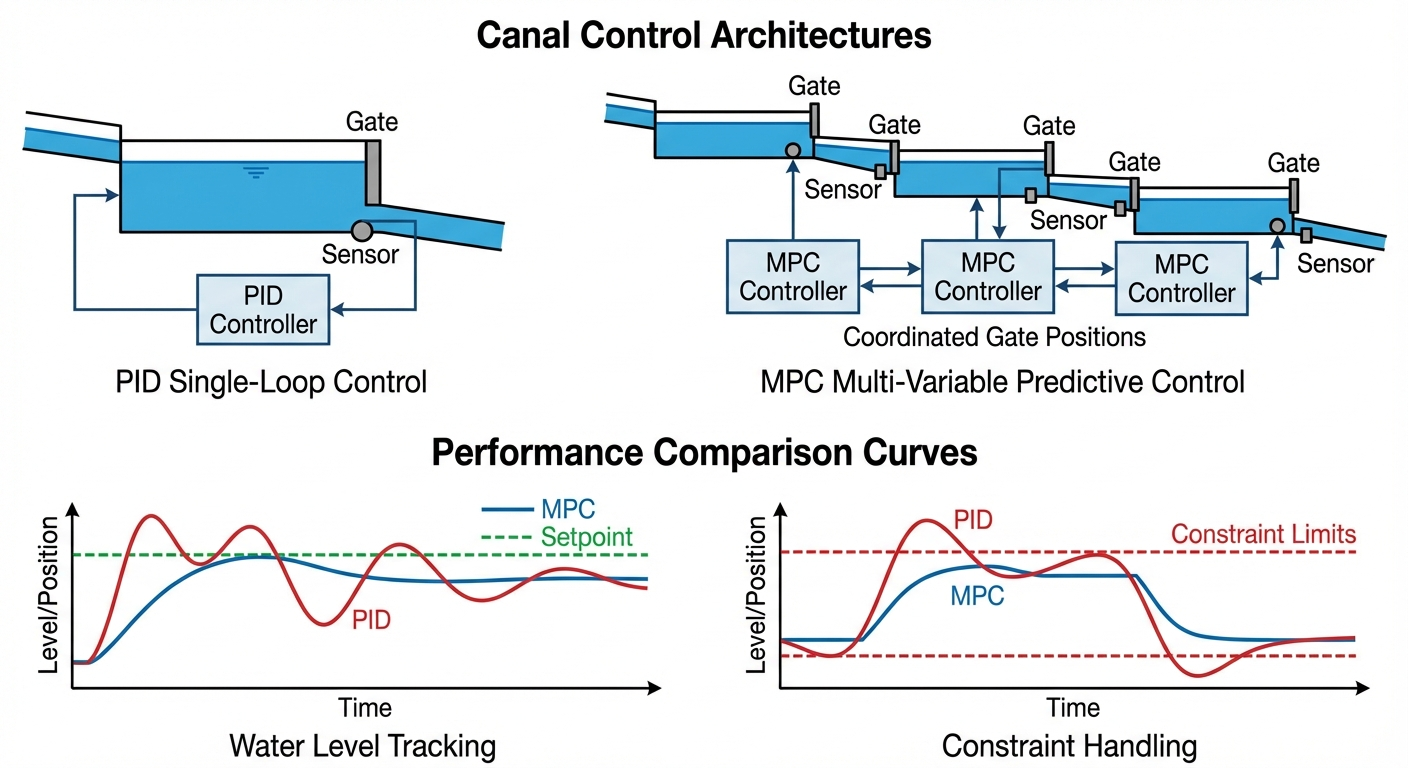 Canal Control Architectures
Gate
Sensor
PID
Controller
PID Single-Loop Control
Gate
Gate
Gate
Gate
Gate
Sensor
Sensor
Sensor
MPC
Controller
MPC
Controller
MPC
Controller
Coordinated Gate Positions
MPC Multi-Variable Predictive Control
Performance Comparison Curves
Level/Position
MPC
Setpoint
PID
Time
Water Level Tracking
Level/Position
PID
Constraint Limits
MPC
Time
Constraint Handling